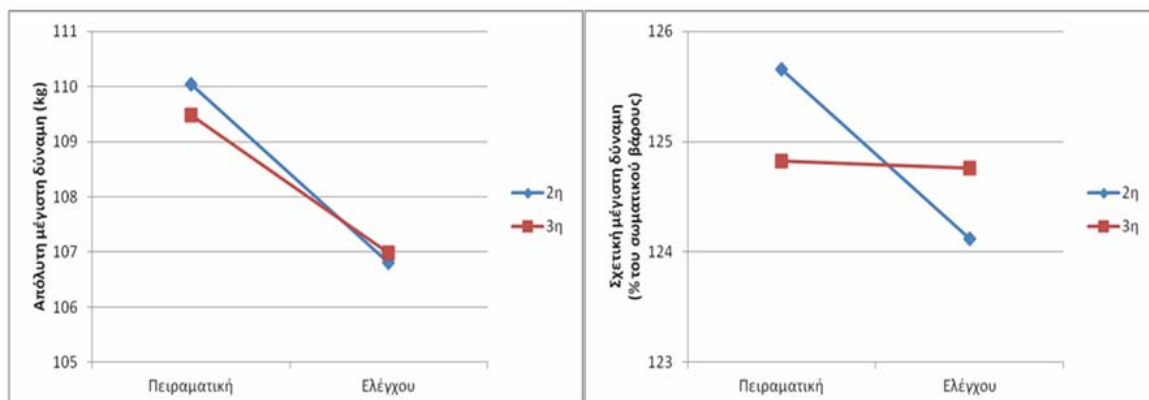 Απόλυτη μέγιστη δύναμη (kg)
111
110
109
108
107
106
105
Πειραματική
Ελέγχου
2η
3η
Σχετική μέγιστη δύναμη
(% του σωματικού βάρους)
126
125
124
123
Πειραματική
Ελέγχου
2η
3η